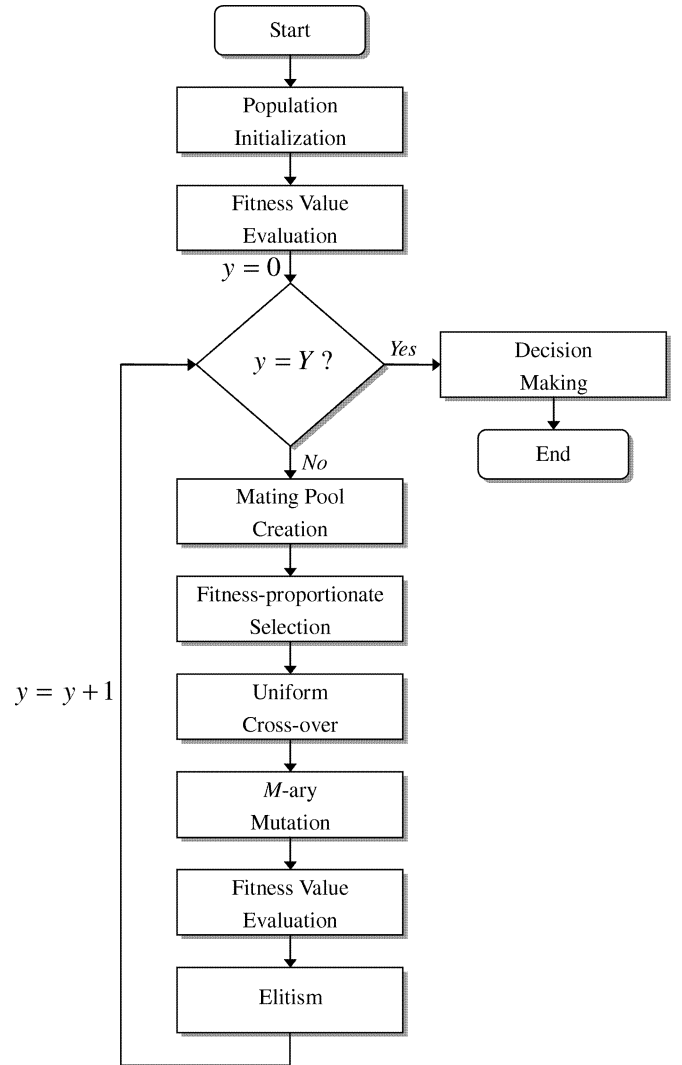 Start
Population
Initialization
Fitness Value
Evaluation
y = 0
y = Y ?
Yes
Decision
Making
End
No
Mating Pool
Creation
Fitness-proportionate
Selection
Uniform
Cross-over
y = y + 1
M-ary
Mutation
Fitness Value
Evaluation
Elitism